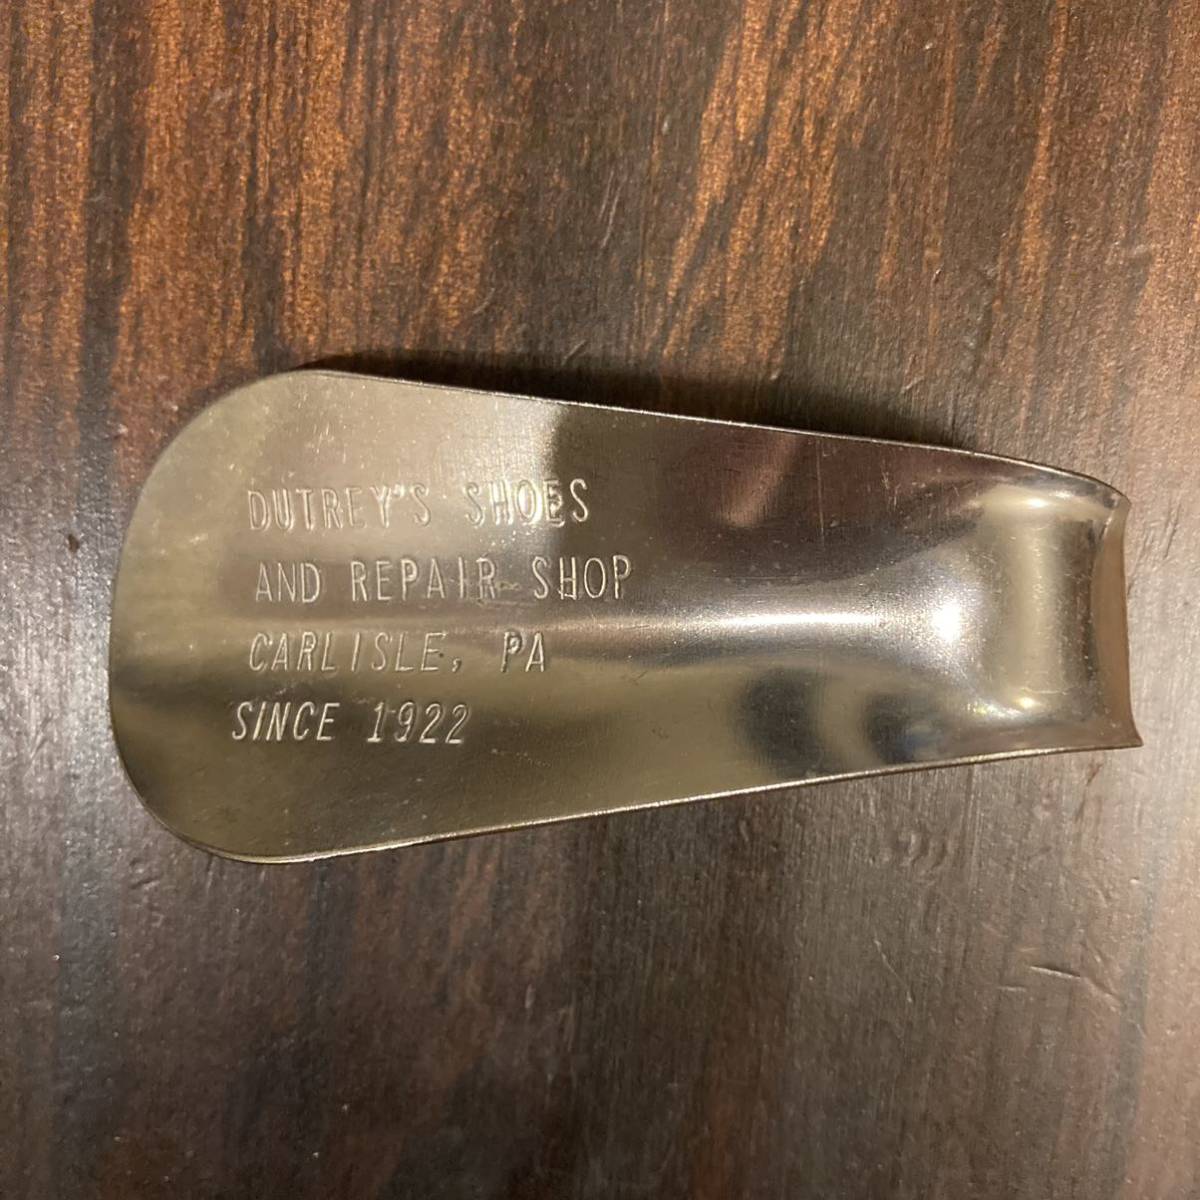 DUTREY'S SHOES
AND REPAIR SHOP
CARLISLE, PA
SINCE 1922